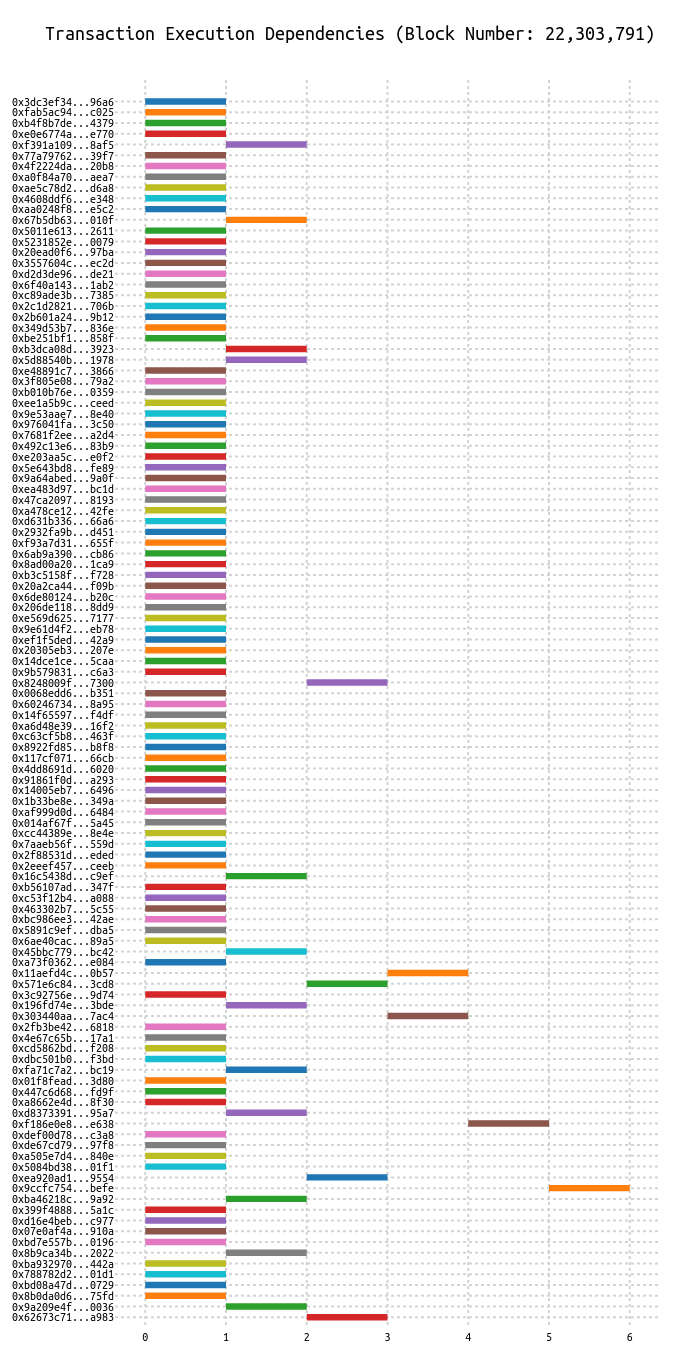 Transaction Execution Dependencies (Block Number: 22,303,791)
0x3dc3ef34...96a6
0xfab5ac94...c025
0xb4f8b7de...4379
0xe0e6774a...e770
0xf391a109...8af5
0x77a79762...39f7
0x4f2224da...20b8
0xa0f84a70...aea7
0xae5c78d2...d6a8
0x4608ddf6...e348
0xaa0248f8...e5c2
0x67b5db63...010f
0x5011e613...2611
0x5231852e...0079
0x20ead0f6...97ba
0x3557604c...ec2d
0xd2d3de96...de21
0x6f40a143...1ab2
0xc89ade3b...7385
0x2c1d2821...706b
0x2b601a24...9b12
0x349d53b7...836e
0xbe251bf1...858f
0xb3dca08d...3923
0x5d88540b...1978
0xe48891c7...3866
0x3f805e08...79a2
0xb010b76e...0359
0xee1a5b9c...ceed
0x9e53aae7...8e40
0x976041fa...3c50
0x7681f2ee...a2d4
0x492c13e6...83b9
0xe203aa5c...e0f2
0x5e643bd8...fe89
0x9a64abed...9a0f
0xea483d97...bc1d
0x47ca2097...8193
0xa478ce12...42fe
0xd631b336...66a6
0x2932fa9b...d451
0xf93a7d31...655f
0x6ab9a390...cb86
0x8ad00a20...1ca9
0xb3c5158f...f728
0x20a2ca44...f09b
0x6de80124...b20c
0x206de118...8dd9
0xe569d625...7177
0x9e61d4f2...eb78
0xef1f5ded...42a9
0x20305eb3...207e
0x14dce1ce...5caa
0x9b579831...c6a3
0x8248009f...7300
0x0068edd6...b351
0x60246734...8a95
0x14f65597...f4df
0xa6d48e39...16f2
0xc63cf5b8...463f
0x8922fd85...b8f8
0x117cf071...66cb
0x4dd8691d...6020
0x91861f0d...a293
0x14005eb7...6496
0x1b33be8e...349a
0xaf999d0d...6484
0x014af67f...5a45
0xcc44389e...8e4e
0x7aaeb56f...559d
0x2f88531d...eded
0x2eeef457...ceeb
0x16c5438d...c9ef
0xb56107ad...347f
0xc53f12b4...a088
0x463302b7...5c55
0xbc986ee3...42ae
0x5891c9ef...dba5
0x6ae40cac...89a5
0x45bbc779...bc42
0xa73f0362...e084
0x11aefd4c...0b57
0x571e6c84...3cd8
0x3c92756e...9d74
0x196fd74e...3bde
0x303440aa...7ac4
0x2fb3be42...6818
0x4e67c65b...17a1
0xcd5862bd...f208
0xdbc501b0...f3bd
0xfa71c7a2...bc19
0x01f8fead...3d80
0x447c6d68...fd9f
0xa8662e4d...8f30
0xd8373391...95a7
0xf186e0e8...e638
0xdef00d78...c3a8
0xde67cd79...97f8
0xa505e7d4...840e
0x5084bd38...01f1
0xea920ad1...9554
0x9ccfc754...befe
0xba46218c...9a92
0x399f4888...5a1c
0xd16e4beb...c977
0x07e0af4a...910a
0xbd7e557b...0196
0x8b9ca34b...2022
0xba932970...442a
0x788782d2...01d1
0xbd08a47d...0729
0x8b0da0d6...75fd
0x9a209e4f...0036
0x62673c71...a983
0 1 2 3 4 5 6